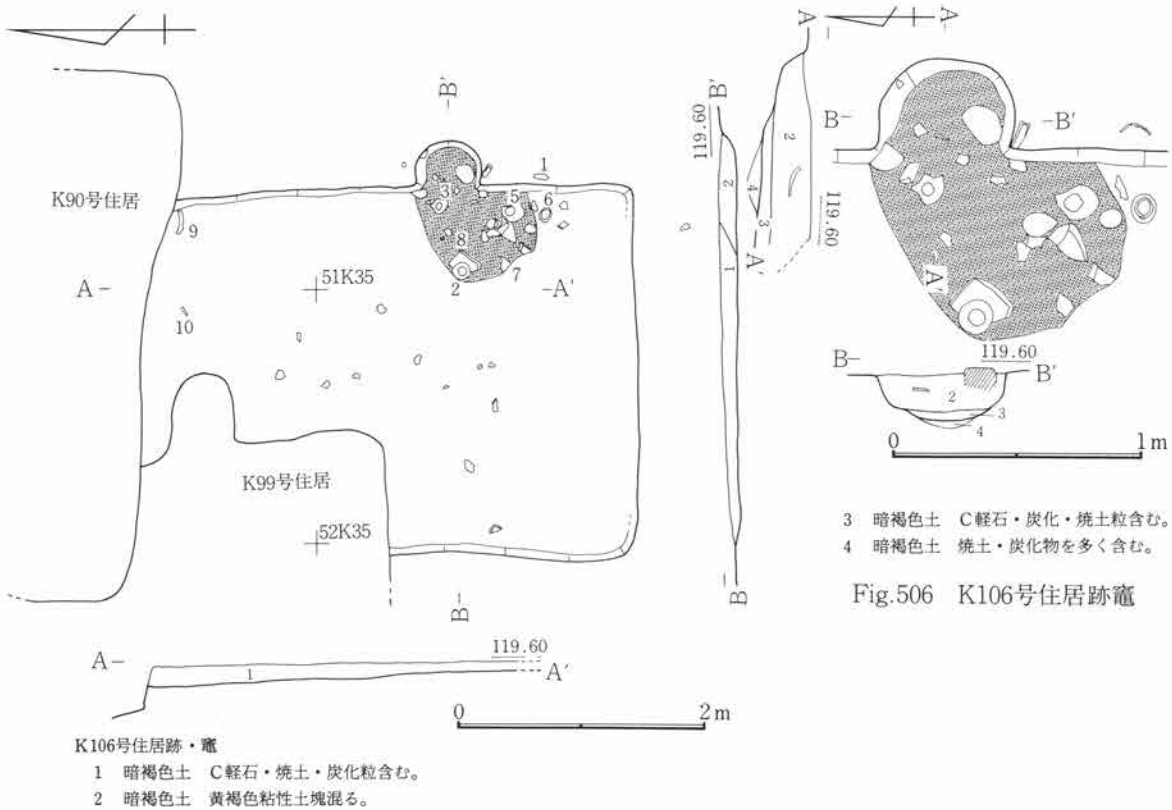 B'
K90号住居
9
3
1
5
6
8
7
2
A-
51K35
-A'
10
K99号住居
52K35
B-
A-
119.60
A'
1
0
2m
K106号住居跡・竈
1 暗褐色土 C軽石・焼土・炭化粒含む。
2 暗褐色土 黄褐色粘性土塊混る。
B'
119.60
2
1
B
A
A
2
4
3
119.60
A'
B-
-B'
A'
119.60
B-
B'
2
3
4
0
1m
3 暗褐色土 C軽石・炭化・焼土粒含む。
4 暗褐色土 焼土・炭化物を多く含む。
Fig.506 K106号住居跡竈